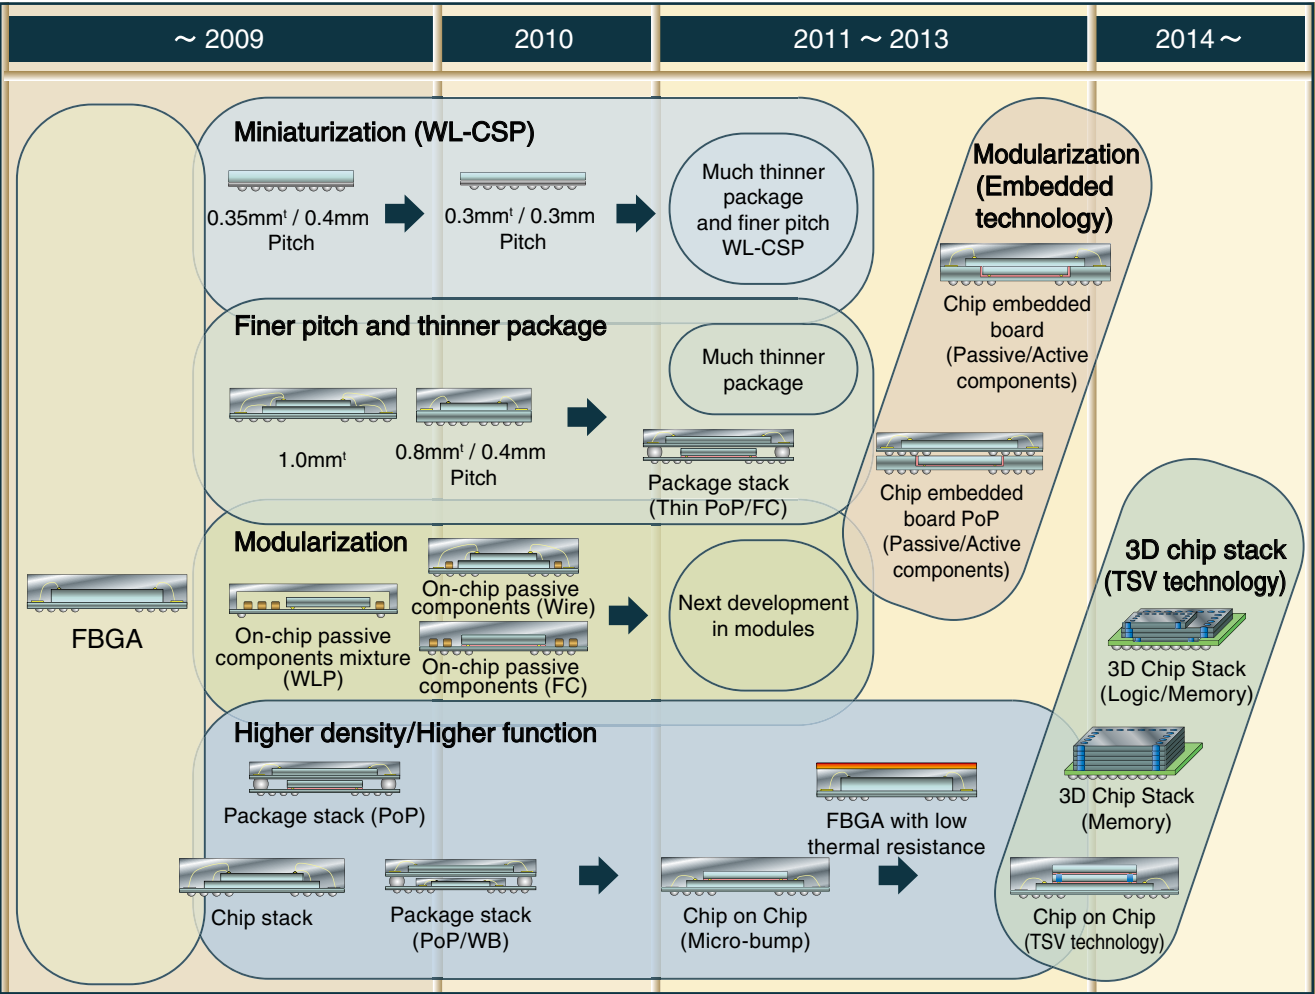 ～ 2009
2010
2011 ～ 2013
2014 ～
FBGA
Miniaturization (WL-CSP)
0.35mmᵗ / 0.4mm
Pitch
0.3mmᵗ / 0.3mm
Pitch
Much thinner
package
and finer pitch
WL-CSP
Finer pitch and thinner package
1.0mmᵗ
0.8mmᵗ / 0.4mm
Pitch
Much thinner
package
Package stack
(Thin PoP/FC)
Modularization
On-chip passive
components mixture
(WLP)
On-chip passive
components (Wire)
On-chip passive
components (FC)
Next development
in modules
Higher density/Higher function
Package stack (PoP)
Chip stack
Package stack
(PoP/WB)
Chip on Chip
(Micro-bump)
FBGA with low
thermal resistance
Modularization
(Embedded
technology)
Chip embedded
board
(Passive/Active
components)
Chip embedded
board PoP
(Passive/Active
components)
3D chip stack
(TSV technology)
3D Chip Stack
(Logic/Memory)
3D Chip Stack
(Memory)
Chip on Chip
(TSV technology)